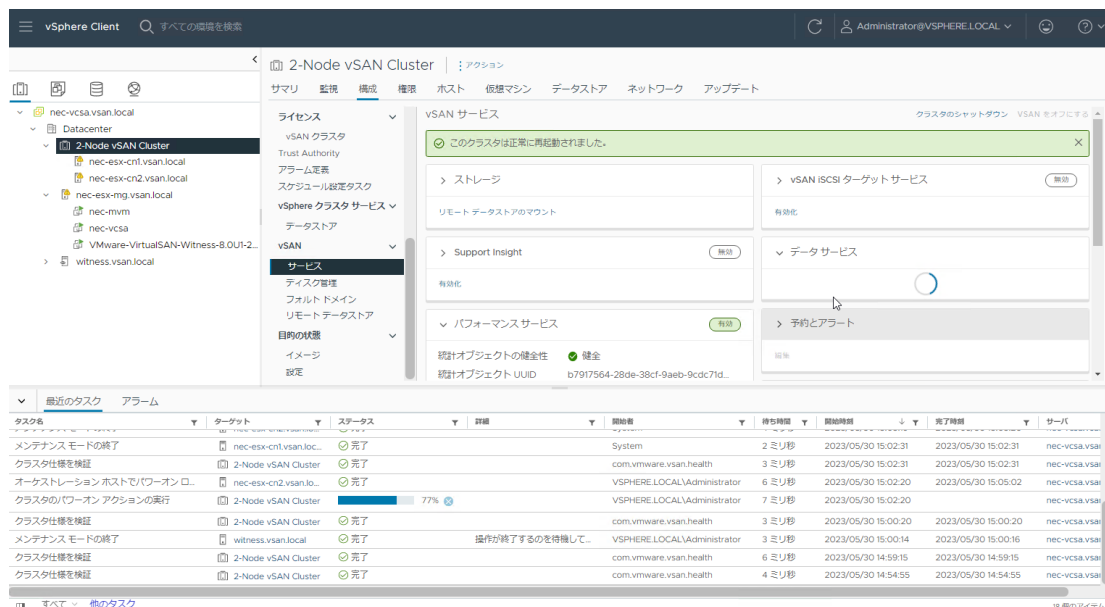 vSphere Client
すべての環境を検索
Administrator@VSPHERE.LOCAL
2-Node vSAN Cluster
アクション
サマリ 監視 構成 権限 ホスト 仮想マシン データストア ネットワーク アップデート
nec-vcsa.vsan.local
Datacenter
2-Node vSAN Cluster
nec-esx-cn1.vsan.local
nec-esx-cn2.vsan.local
nec-esx-mg.vsan.local
nec-mvm
nec-vcsa
VMware-VirtualSAN-Witness-8.0U1-2...
witness.vsan.local
ライセンス
vSAN クラスタ
Trust Authority
アラーム定義
スケジュール設定タスク
vSphere クラスタ サービス
データストア
vSAN
サービス
ディスク管理
フォルト ドメイン
リモート データストア
目的の状態
イメージ
設定
vSAN サービス
クラスタのシャットダウン VSAN をオフにする
このクラスタは正常に再起動されました。
ストレージ
リモート データストアのマウント
vSAN iSCSI ターゲット サービス 無効
有効化
Support Insight 無効
有効化
データ サービス
パフォーマンス サービス 有効
統計オブジェクトの健全性 健全
統計オブジェクト UUID b7917564-28de-38cf-9aeb-9cdc71d...
予約とアラート
編集
最近のタスク アラーム
タスク名 ターゲット ステータス 詳細 開始者 待ち時間 開始時刻 完了時刻 サーバ
メンテナンス モードの終了 nec-esx-cn1.vsan.loc... 完了 System 2 ミリ秒 2023/05/30 15:02:31 2023/05/30 15:02:31 nec-vcsa.vsan
クラスタ仕様を検証 2-Node vSAN Cluster 完了 com.vmware.vsan.health 3 ミリ秒 2023/05/30 15:02:31 2023/05/30 15:02:31 nec-vcsa.vsan
オーケストレーション ホストでパワーオン ロ... nec-esx-cn2.vsan.lo... 完了 VSPHERE.LOCAL\Administrator 6 ミリ秒 2023/05/30 15:02:20 2023/05/30 15:05:02 nec-vcsa.vsan
クラスタのパワーオン アクションの実行 2-Node vSAN Cluster 77% VSPHERE.LOCAL\Administrator 7 ミリ秒 2023/05/30 15:02:20 nec-vcsa.vsan
クラスタ仕様を検証 2-Node vSAN Cluster 完了 com.vmware.vsan.health 3 ミリ秒 2023/05/30 15:00:20 2023/05/30 15:00:20 nec-vcsa.vsan
メンテナンス モードの終了 witness.vsan.local 完了 操作が終了するのを待機して... VSPHERE.LOCAL\Administrator 3 ミリ秒 2023/05/30 15:00:14 2023/05/30 15:00:16 nec-vcsa.vsan
クラスタ仕様を検証 2-Node vSAN Cluster 完了 com.vmware.vsan.health 6 ミリ秒 2023/05/30 14:59:15 2023/05/30 14:59:15 nec-vcsa.vsan
クラスタ仕様を検証 2-Node vSAN Cluster 完了 com.vmware.vsan.health 4 ミリ秒 2023/05/30 14:54:55 2023/05/30 14:54:55 nec-vcsa.vsan
すべて 他のタスク 18 個のアイテム